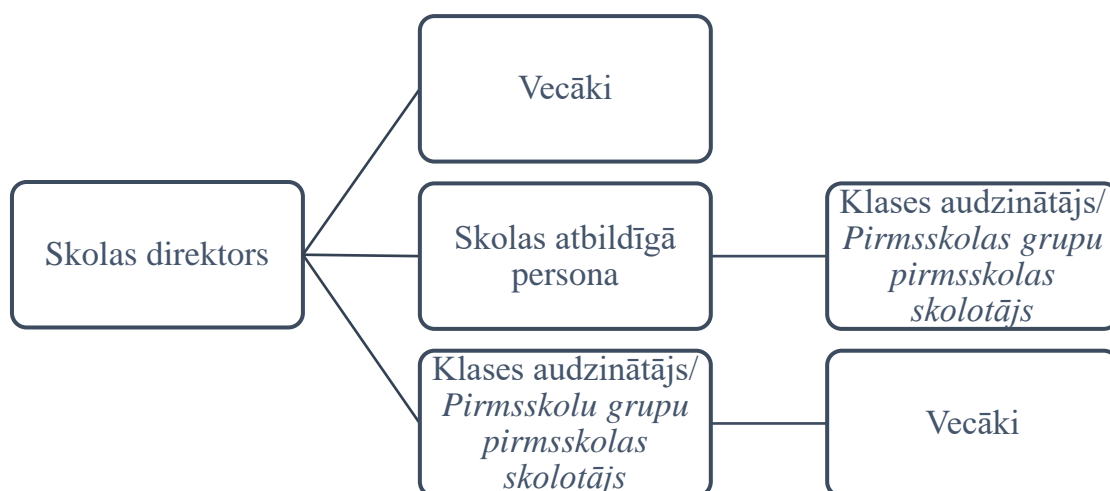 Vecāki
Skolas direktors
Skolas atbildīgā
persona
Klases audzinātājs/
Pirmsskolas grupu
pirmsskolas
skolotājs
Klases audzinātājs/
Pirmsskolu grupu
pirmsskolas
skolotājs
Vecāki